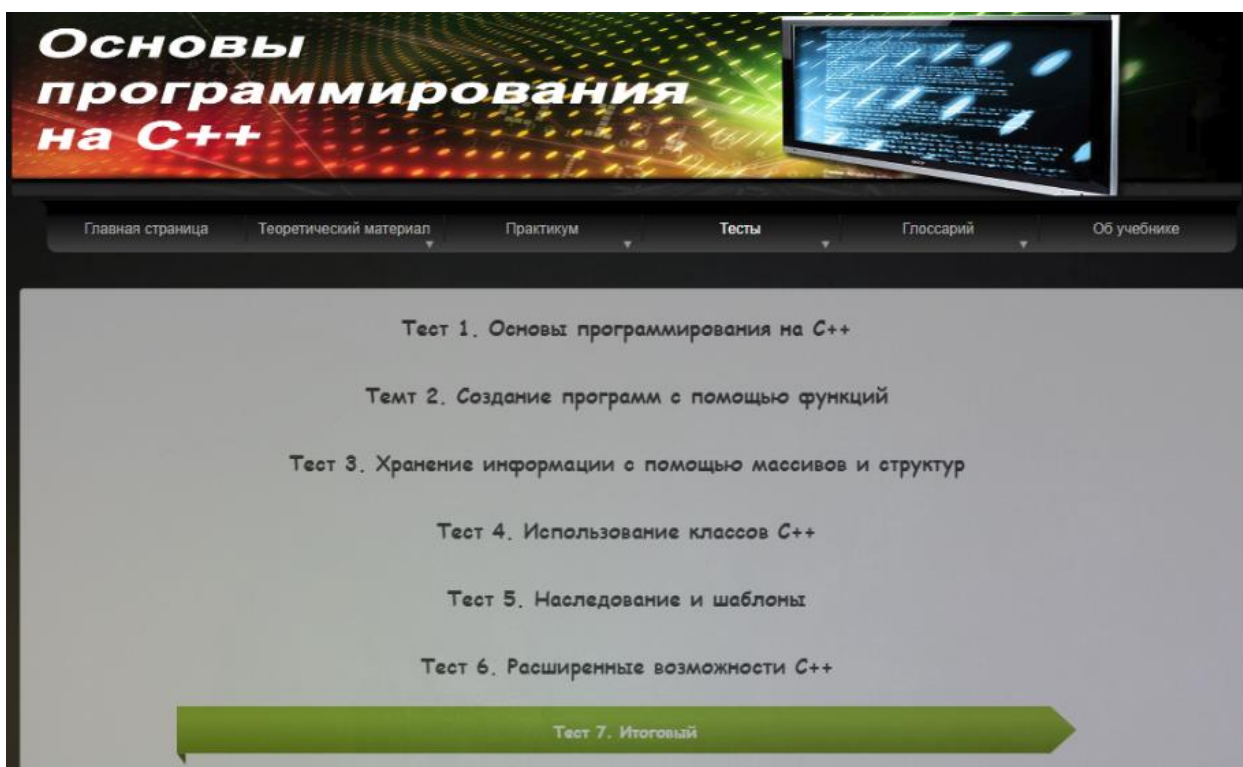 Основы
программирования
на C++
Главная страница
Теоретический материал
Практикум
Тесты
Глоссарий
Об учебнике
Тест 1. Основы программирования на C++
Темт 2. Создание программ с помощью функций
Тест 3. Хранение информации с помощью массивов и структур
Тест 4. Использование классов C++
Тест 5. Наследование и шаблоны
Тест 6. Расширенные возможности C++
Тест 7. Итоговый